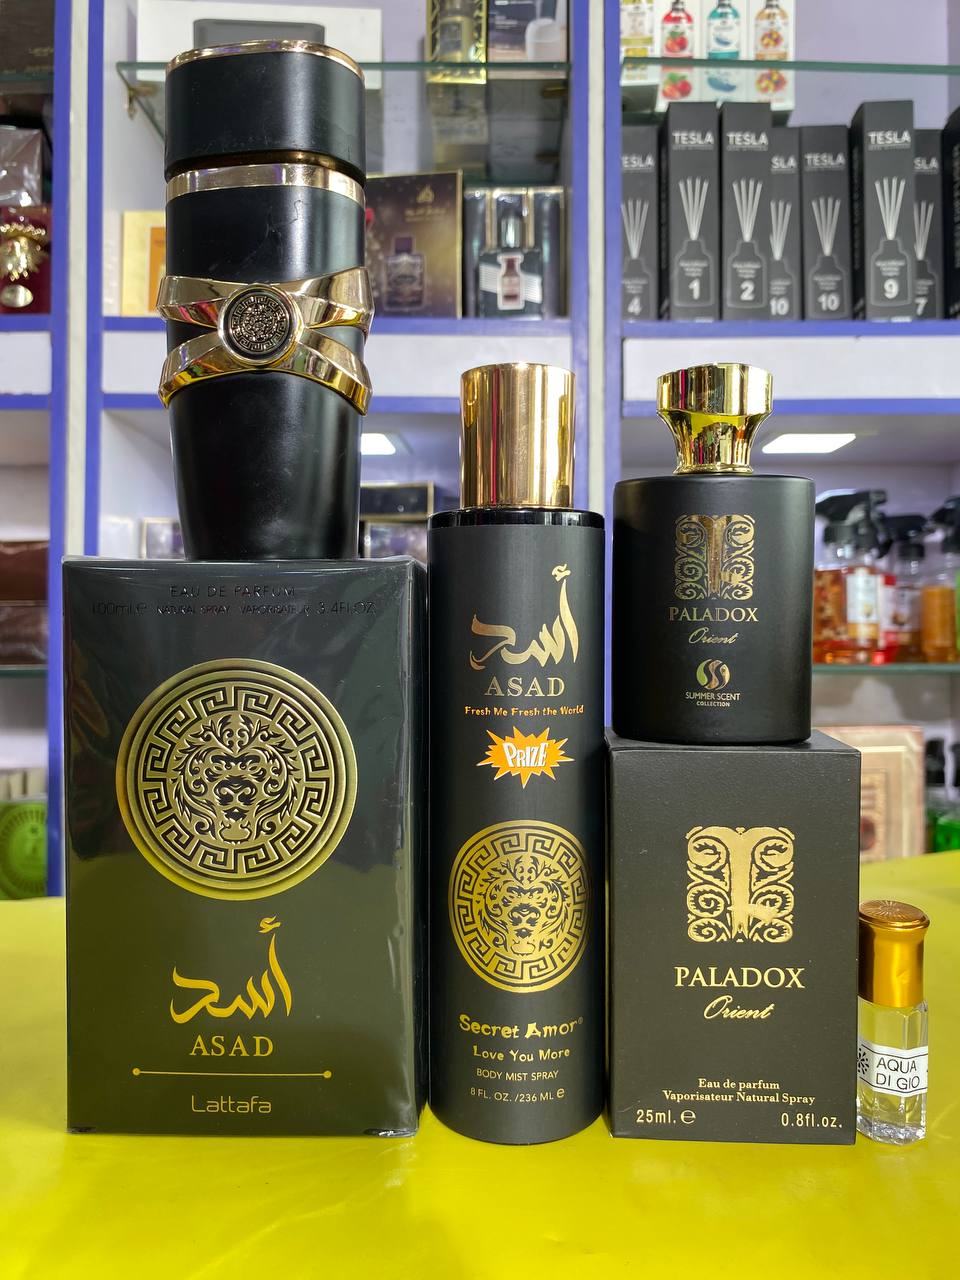 EAU DE PARFUM
100ml.e NATURAL SPRAY VAPORISATEUR 3.4FL.OZ.
أسد
ASAD
Lattafa
أسد
ASAD
Fresh Me Fresh the World
PRIZE
Secret Amor®
Love You More
BODY MIST SPRAY
8 FL. OZ. /236 ML e
PALADOX
Orient
SUMMER SCENT
COLLECTION
PALADOX
Orient
Eau de parfum
Vaporisateur Natural Spray
25ml. e 0.8fl.oz.
AQUA
DI GIO
TESLA
4
TESLA
1
TESLA
2
SLA
10
TESLA
10
TESLA
9
7